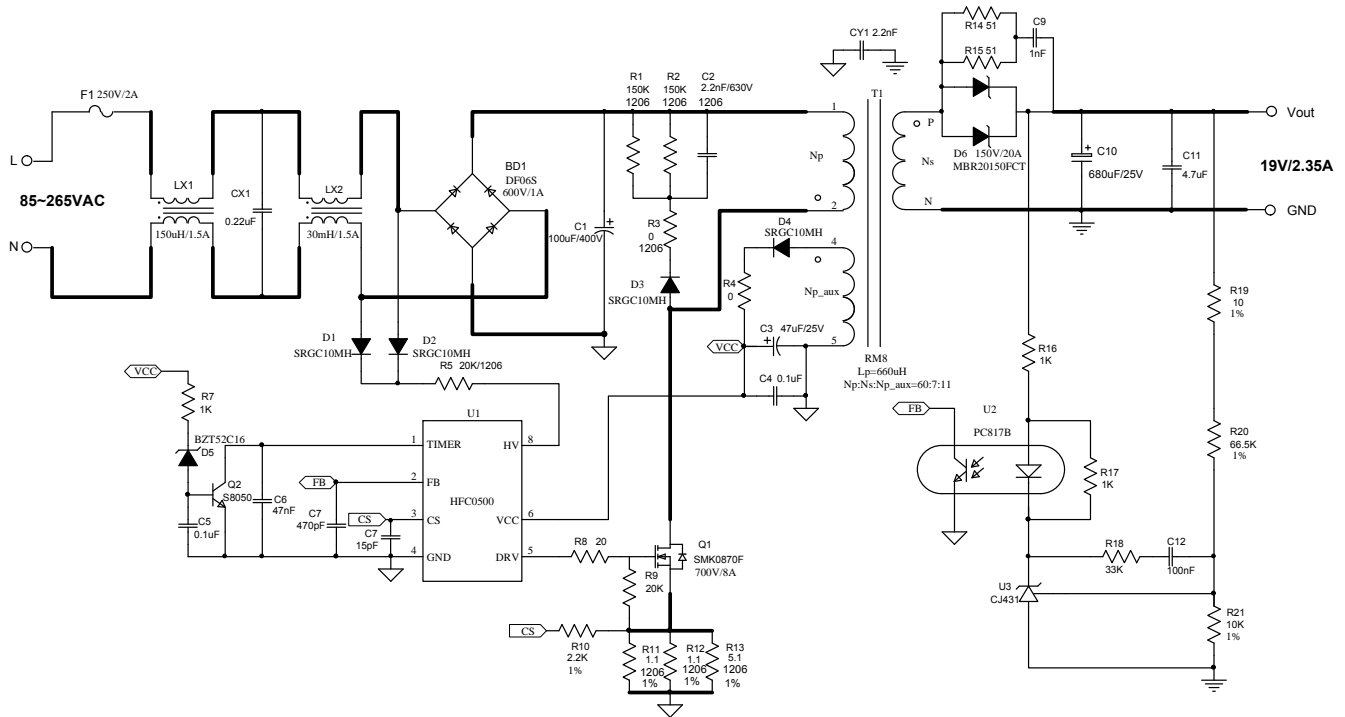 R14 51
C9
1nF
R15 51
CY1 2.2nF
F1 250V/2A
R1
150K
1206
R2
150K
1206
C2
2.2nF/630V
1206
T1
1
P
Np
Ns
2
N
D6 150V/20A
MBR20150FCT
Vout
C10
680uF/25V
C11
4.7uF
19V/2.35A
GND
L
85~265VAC
N
LX1
150uH/1.5A
CX1
0.22uF
LX2
30mH/1.5A
BD1
DF06S
600V/1A
C1
100uF/400V
R3
0
1206
D3
SRGC10MH
D4
SRGC10MH
4
R4
0
Np_aux
C3 47uF/25V
5
VCC
C4 0.1uF
RM8
Lp=660uH
Np:Ns:Np_aux=60:7:11
R19
10
1%
R16
1K
D1
SRGC10MH
D2
SRGC10MH
R5 20K/1206
VCC
R7
1K
BZT52C16
D5
Q2
S8050
C5
0.1uF
C6
47nF
FB
C7
470pF
CS
C7
15pF
U1
1
TIMER
HV
8
2
FB
HFC0500
3
CS
VCC
6
4
GND
DRV
5
R8 20
R9
20K
Q1
SMK0870F
700V/8A
FB
U2
PC817B
R17
1K
R20
66.5K
1%
R18
33K
C12
100nF
U3
CJ431
R21
10K
1%
CS
R10
2.2K
1%
R11
1.1
1206
1%
R12
1.1
1206
1%
R13
5.1
1206
1%